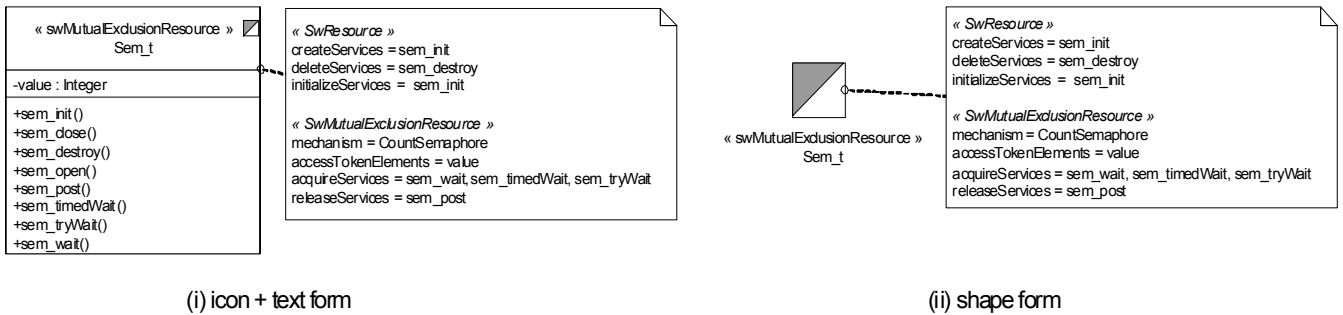 « swMutualExclusionResource »
Sem_t
-value : Integer
+sem_init()
+sem_close()
+sem_destroy()
+sem_open()
+sem_post()
+sem_timedWait()
+sem_tryWait()
+sem_wait()
« SwResource »
createServices = sem_init
deleteServices = sem_destroy
initializeServices = sem_init
« SwMutualExclusionResource »
mechanism = CountSemaphore
accessTokenElements = value
acquireServices = sem_wait, sem_timedWait, sem_tryWait
releaseServices = sem_post
(i) icon + text form
« swMutualExclusionResource »
Sem_t
« SwResource »
createServices = sem_init
deleteServices = sem_destroy
initializeServices = sem_init
« SwMutualExclusionResource »
mechanism = CountSemaphore
accessTokenElements = value
acquireServices = sem_wait, sem_timedWait, sem_tryWait
releaseServices = sem_post
(ii) shape form